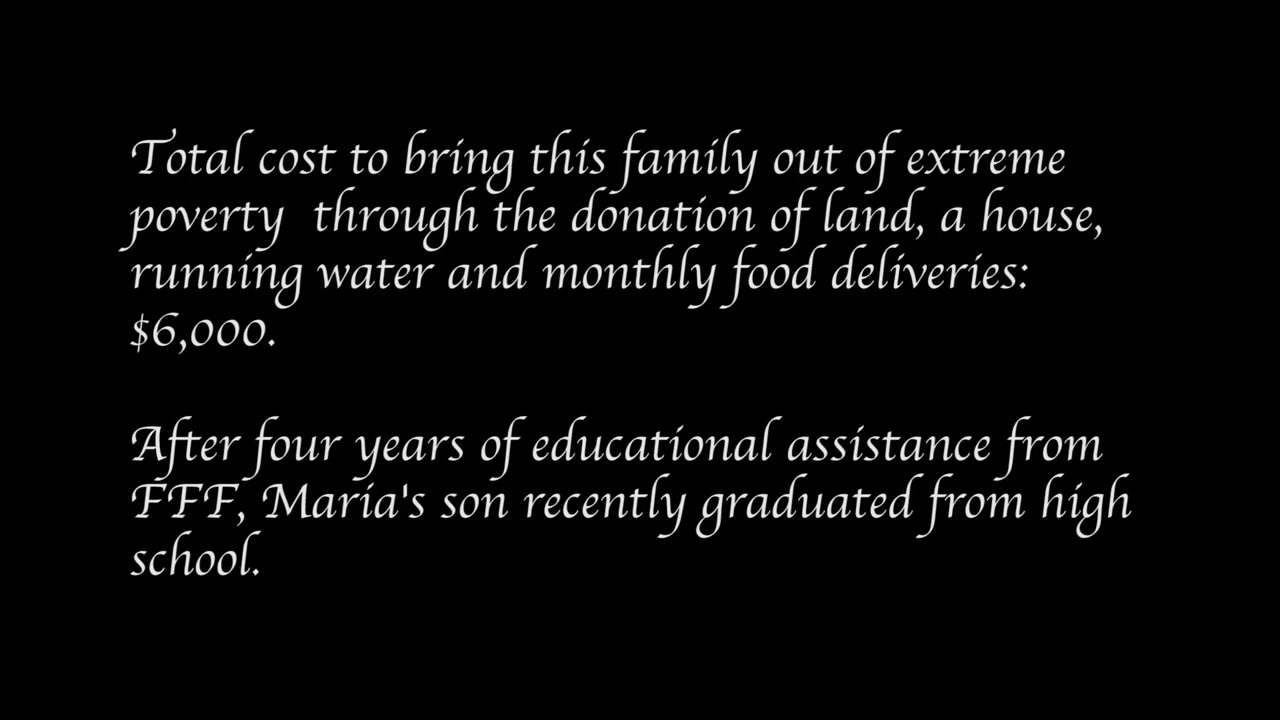 Total cost to bring this family out of extreme
poverty  through the donation of land, a house,
running water and monthly food deliveries:
$6,000.
After four years of educational assistance from
FFF, Maria's son recently graduated from high
school.